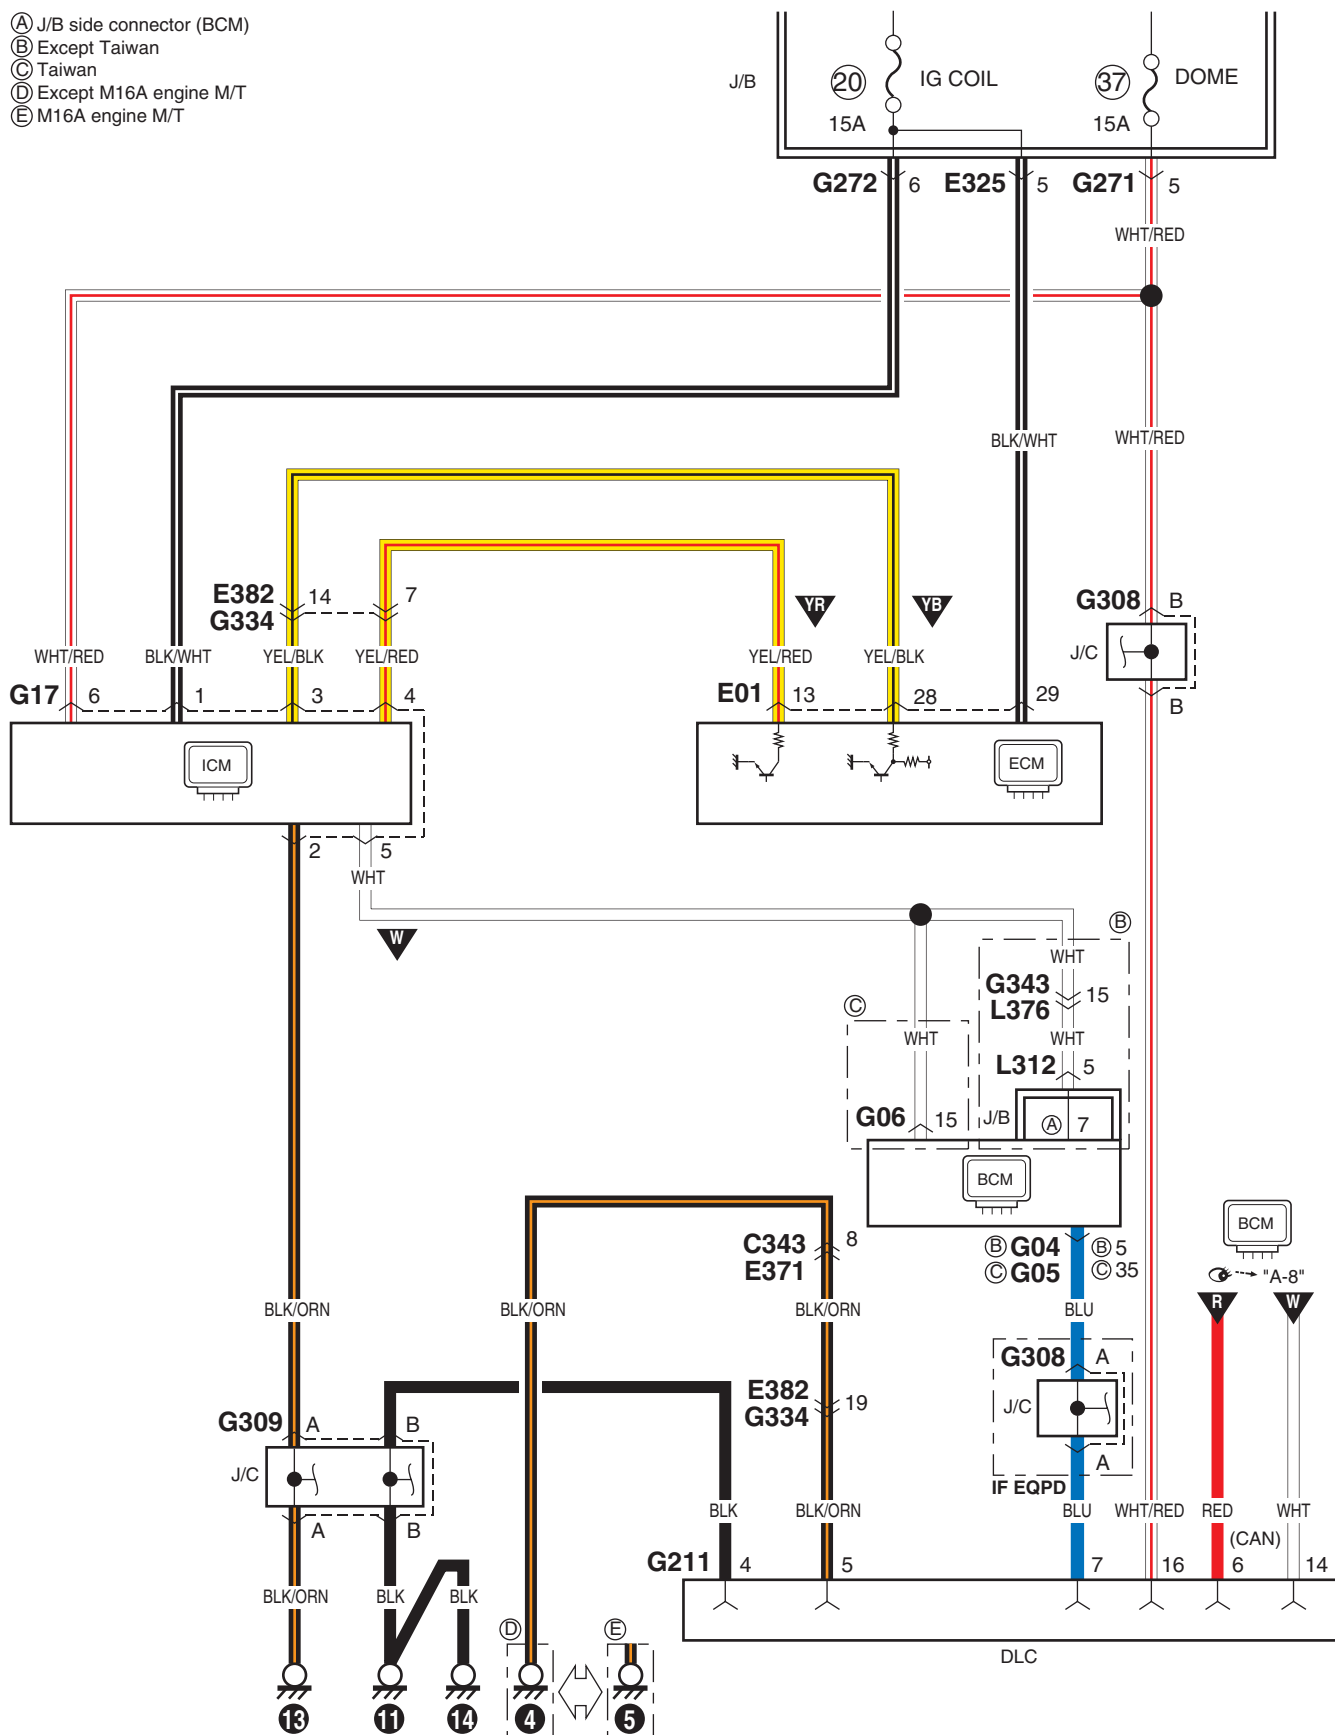 Ⓐ J/B side connector (BCM)
Ⓑ Except Taiwan
Ⓒ Taiwan
Ⓓ Except M16A engine M/T
Ⓔ M16A engine M/T
J/B
20 IG COIL
15A
37 DOME
15A
G272 6
E325 5
G271 5
WHT/RED
BLK/WHT
WHT/RED
E382 14 7
G334
YR
YB
G308 B
J/C
B
WHT/RED
BLK/WHT
YEL/BLK
YEL/RED
YEL/RED
YEL/BLK
G17 6 1 3 4
E01 13 28 29
ICM
ECM
2 5
WHT
W
Ⓑ
WHT
G343 15
L376
Ⓒ
WHT
WHT
L312 5
G06 15
J/B
Ⓐ 7
BCM
BCM
C343 8
E371
Ⓑ G04 Ⓑ 5
Ⓒ G05 Ⓒ 35
"A-8"
R
W
BLK/ORN
BLK/ORN
BLK/ORN
BLU
G308 A
E382 19
G334
J/C
G309 A B
J/C
A
IF EQPD
A B
BLK
BLK/ORN
BLU
WHT/RED
RED
WHT
(CAN)
G211 4 5 7 16 6 14
BLK/ORN
BLK
BLK
Ⓓ
Ⓔ
DLC
13
11
14
4
5